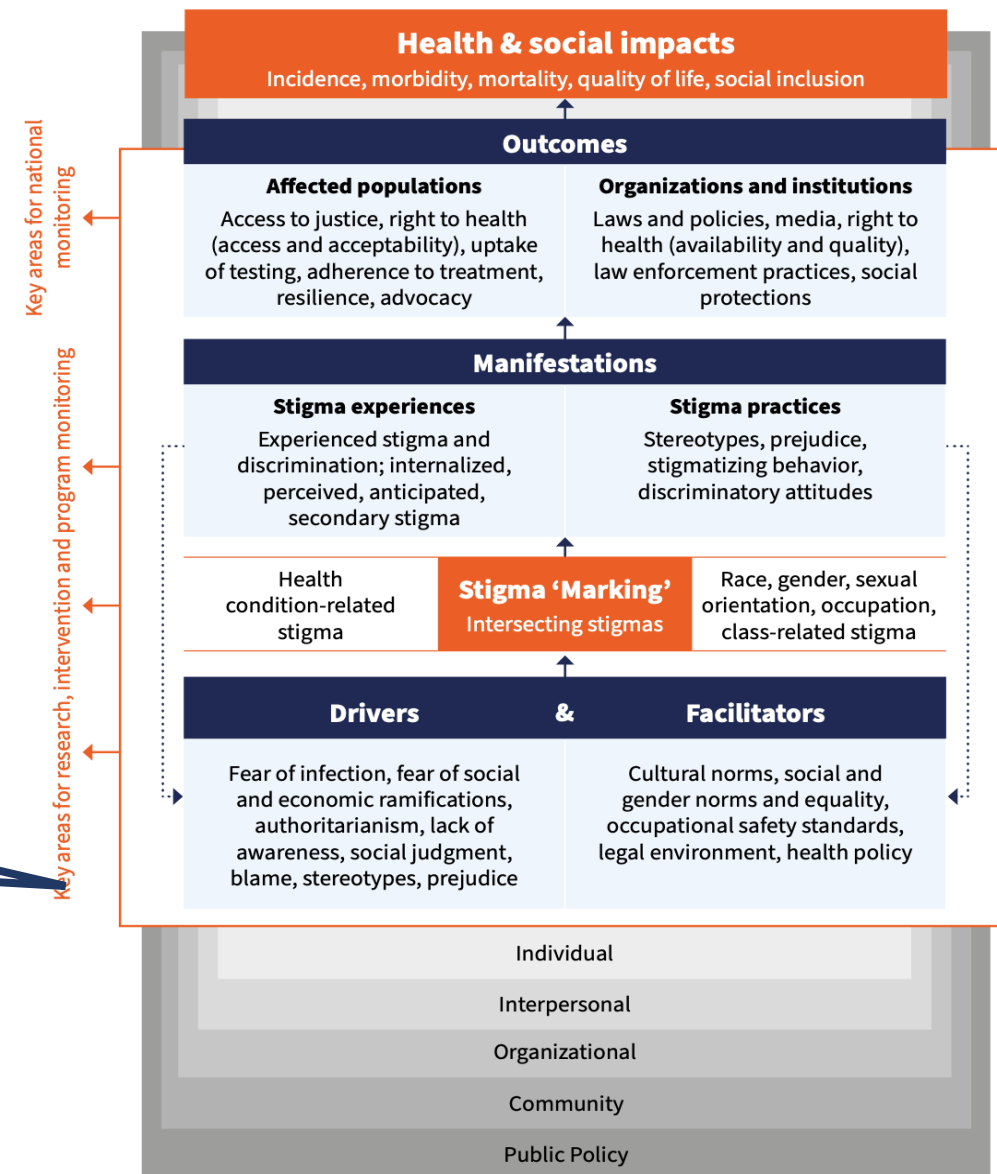 Health & social impacts
Incidence, morbidity, mortality, quality of life, social inclusion
Key areas for national
monitoring
Outcomes
Affected populations
Access to justice, right to health
(access and acceptability), uptake
of testing, adherence to treatment,
resilience, advocacy
Organizations and institutions
Laws and policies, media, right to
health (availability and quality),
law enforcement practices, social
protections
Key areas for research, intervention and program monitoring
Manifestations
Stigma experiences
Experienced stigma and
discrimination; internalized,
perceived, anticipated,
secondary stigma
Stigma practices
Stereotypes, prejudice,
stigmatizing behavior,
discriminatory attitudes
Health
condition-related
stigma
Stigma ‘Marking’
Intersecting stigmas
Race, gender, sexual
orientation, occupation,
class-related stigma
Drivers & Facilitators
Fear of infection, fear of social
and economic ramifications,
authoritarianism, lack of
awareness, social judgment,
blame, stereotypes, prejudice
Cultural norms, social and
gender norms and equality,
occupational safety standards,
legal environment, health policy
Individual
Interpersonal
Organizational
Community
Public Policy